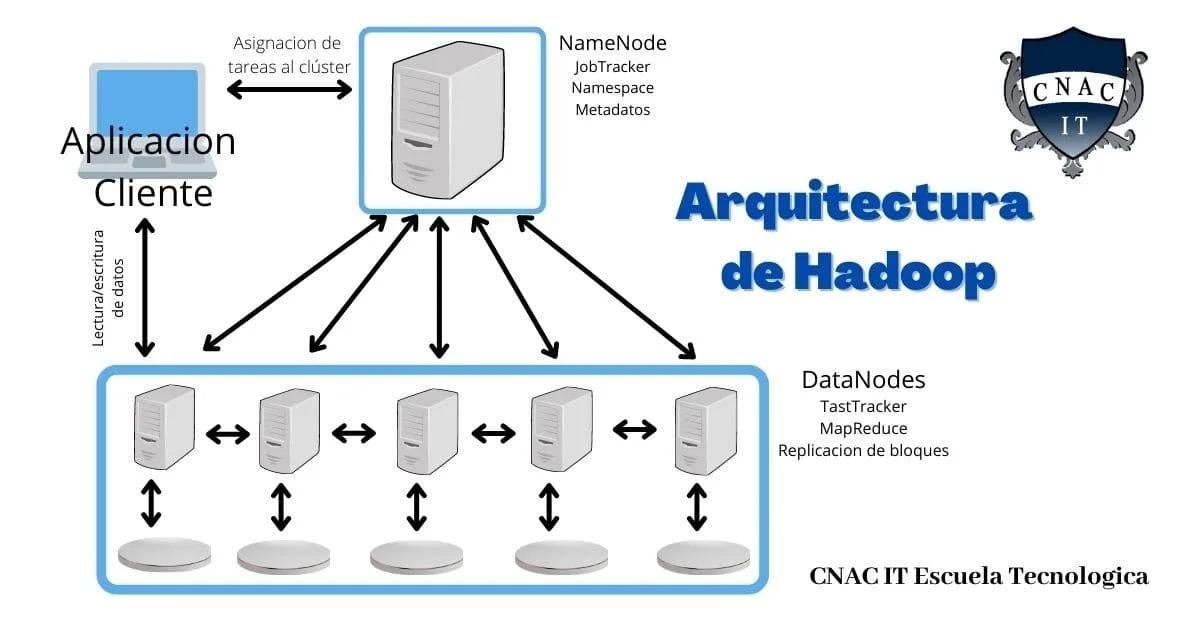 Asignacion de
tareas al clúster
NameNode
JobTracker
Namespace
Metadatos
CNAC
IT
Aplicacion
Cliente
Arquitectura
de Hadoop
Lectura/escritura
de datos
DataNodes
TastTracker
MapReduce
Replicacion de bloques
CNAC IT Escuela Tecnologica